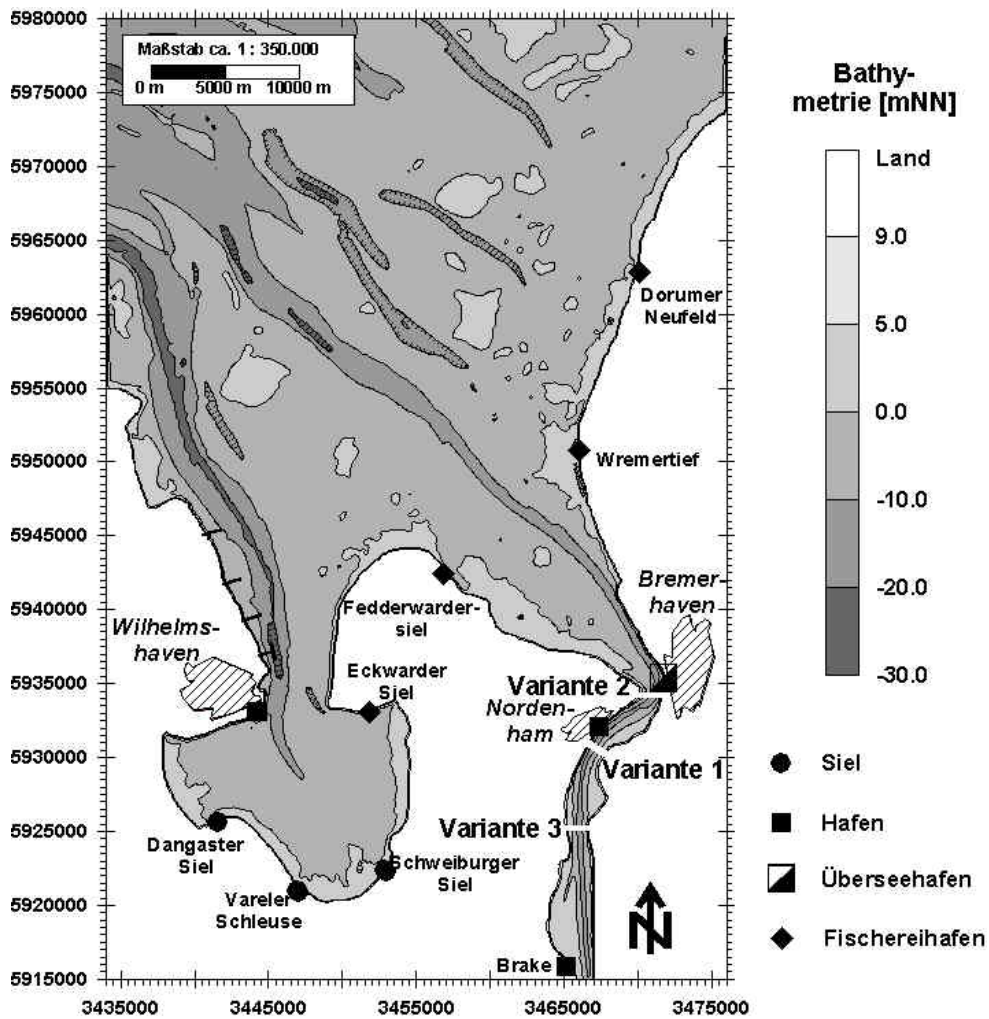 5980000
5975000
5970000
5965000
5960000
5955000
5950000
5945000
5940000
5935000
5930000
5925000
5920000
5915000
3435000
3445000
3455000
3465000
3475000
Maßstab ca. 1 : 350.000
0 m
5000 m
10000 m
Dorumer
Neufeld
Wremertief
Bremer-
haven
Fedderwarder-
siel
Wilhelms-
haven
Eckwarder
Siel
Variante 2
Norden-
ham
Variante 1
Variante 3
Dangaster
Siel
Schweiburger
Siel
Vareler
Schleuse
Brake
N
Bathy-
metrie [mNN]
Land
9.0
5.0
0.0
-10.0
-20.0
-30.0
Siel
Hafen
Überseehafen
Fischereihafen